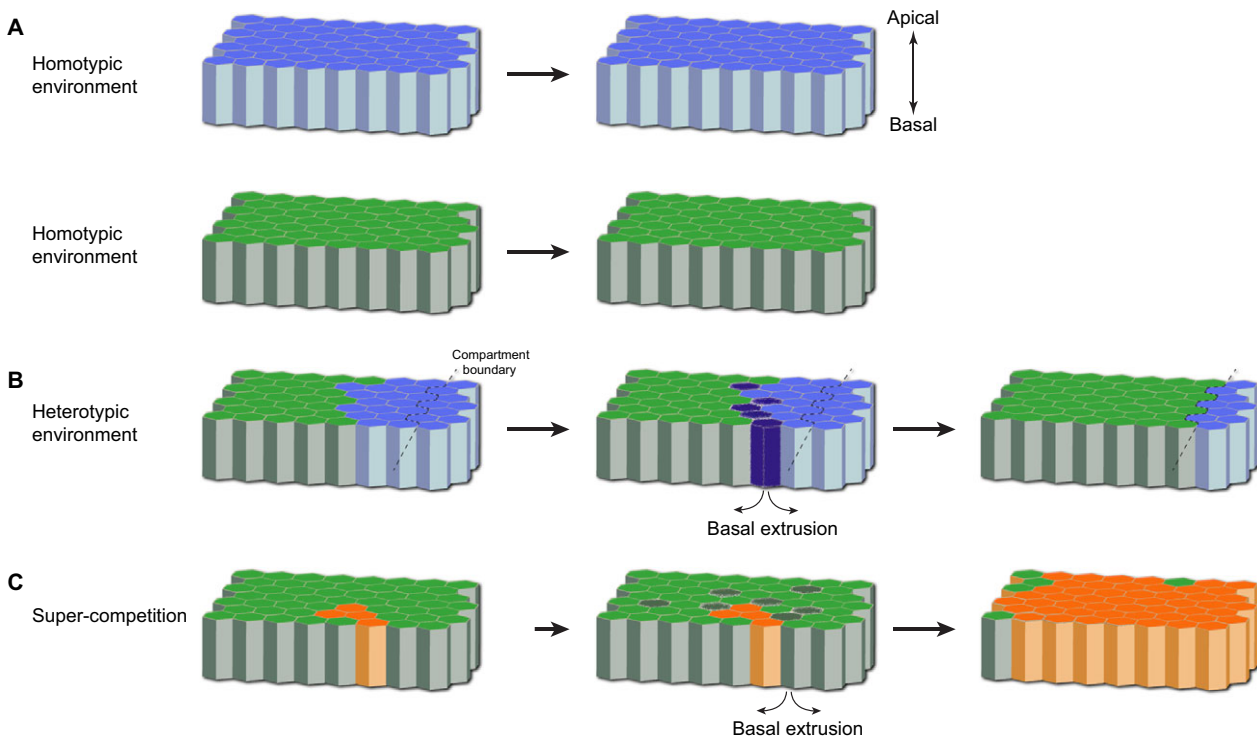 A
Homotypic
environment
Apical
Basal
Homotypic
environment
B
Heterotypic
environment
Compartment
boundary
Basal extrusion
C
Super-competition
Basal extrusion